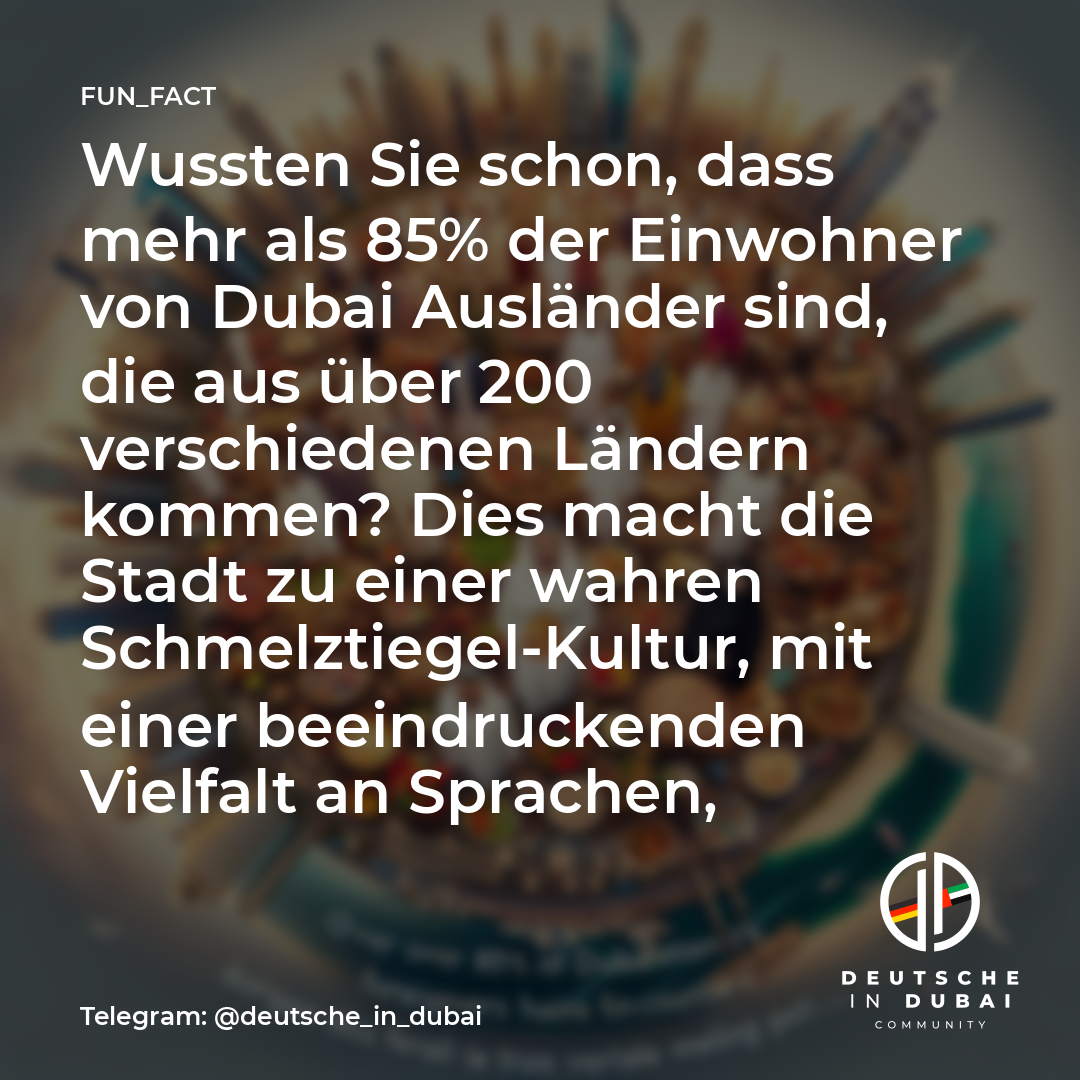 FUN_FACT
Wussten Sie schon, dass
mehr als 85% der Einwohner
von Dubai Ausländer sind,
die aus über 200
verschiedenen Ländern
kommen? Dies macht die
Stadt zu einer wahren
Schmelztiegel-Kultur, mit
einer beeindruckenden
Vielfalt an Sprachen,
DEUTSCHE
IN DUBAI
COMMUNITY
Telegram: @deutsche_in_dubai